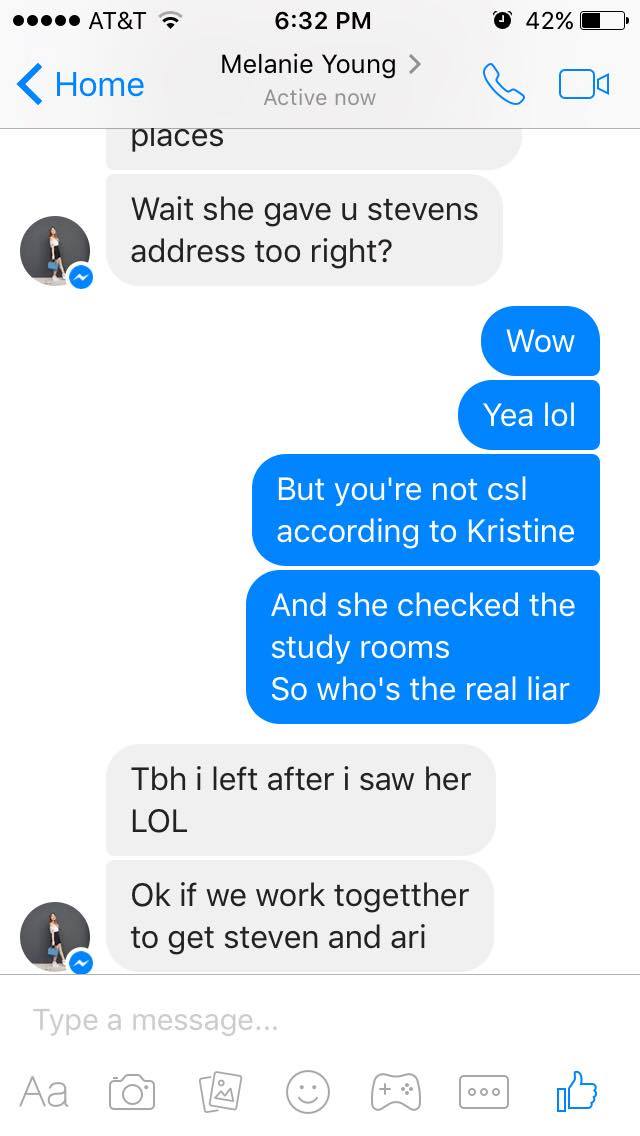 AT&T 6:32 PM 42%
Home Melanie Young
Active now
places
Wait she gave u stevens
address too right?
Wow
Yea lol
But you're not csl
according to Kristine
And she checked the
study rooms
So who's the real liar
Tbh i left after i saw her
LOL
Ok if we work togetther
to get steven and ari
Type a message...
Aa